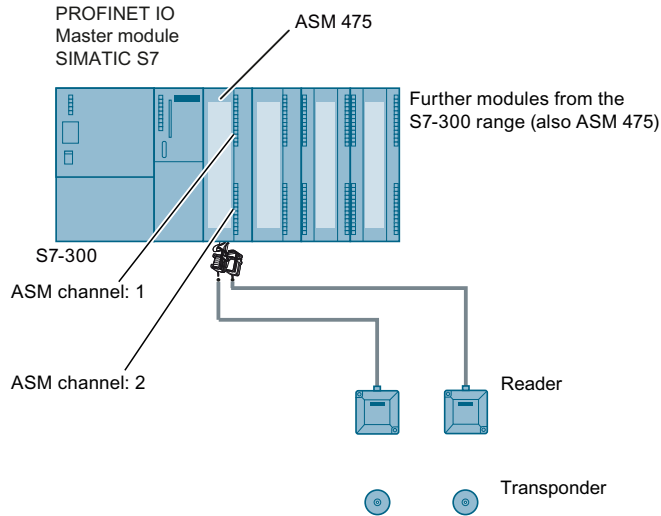 PROFINET IO
Master module
SIMATIC S7
ASM 475
Further modules from the
S7-300 range (also ASM 475)
S7-300
ASM channel: 1
ASM channel: 2
Reader
Transponder